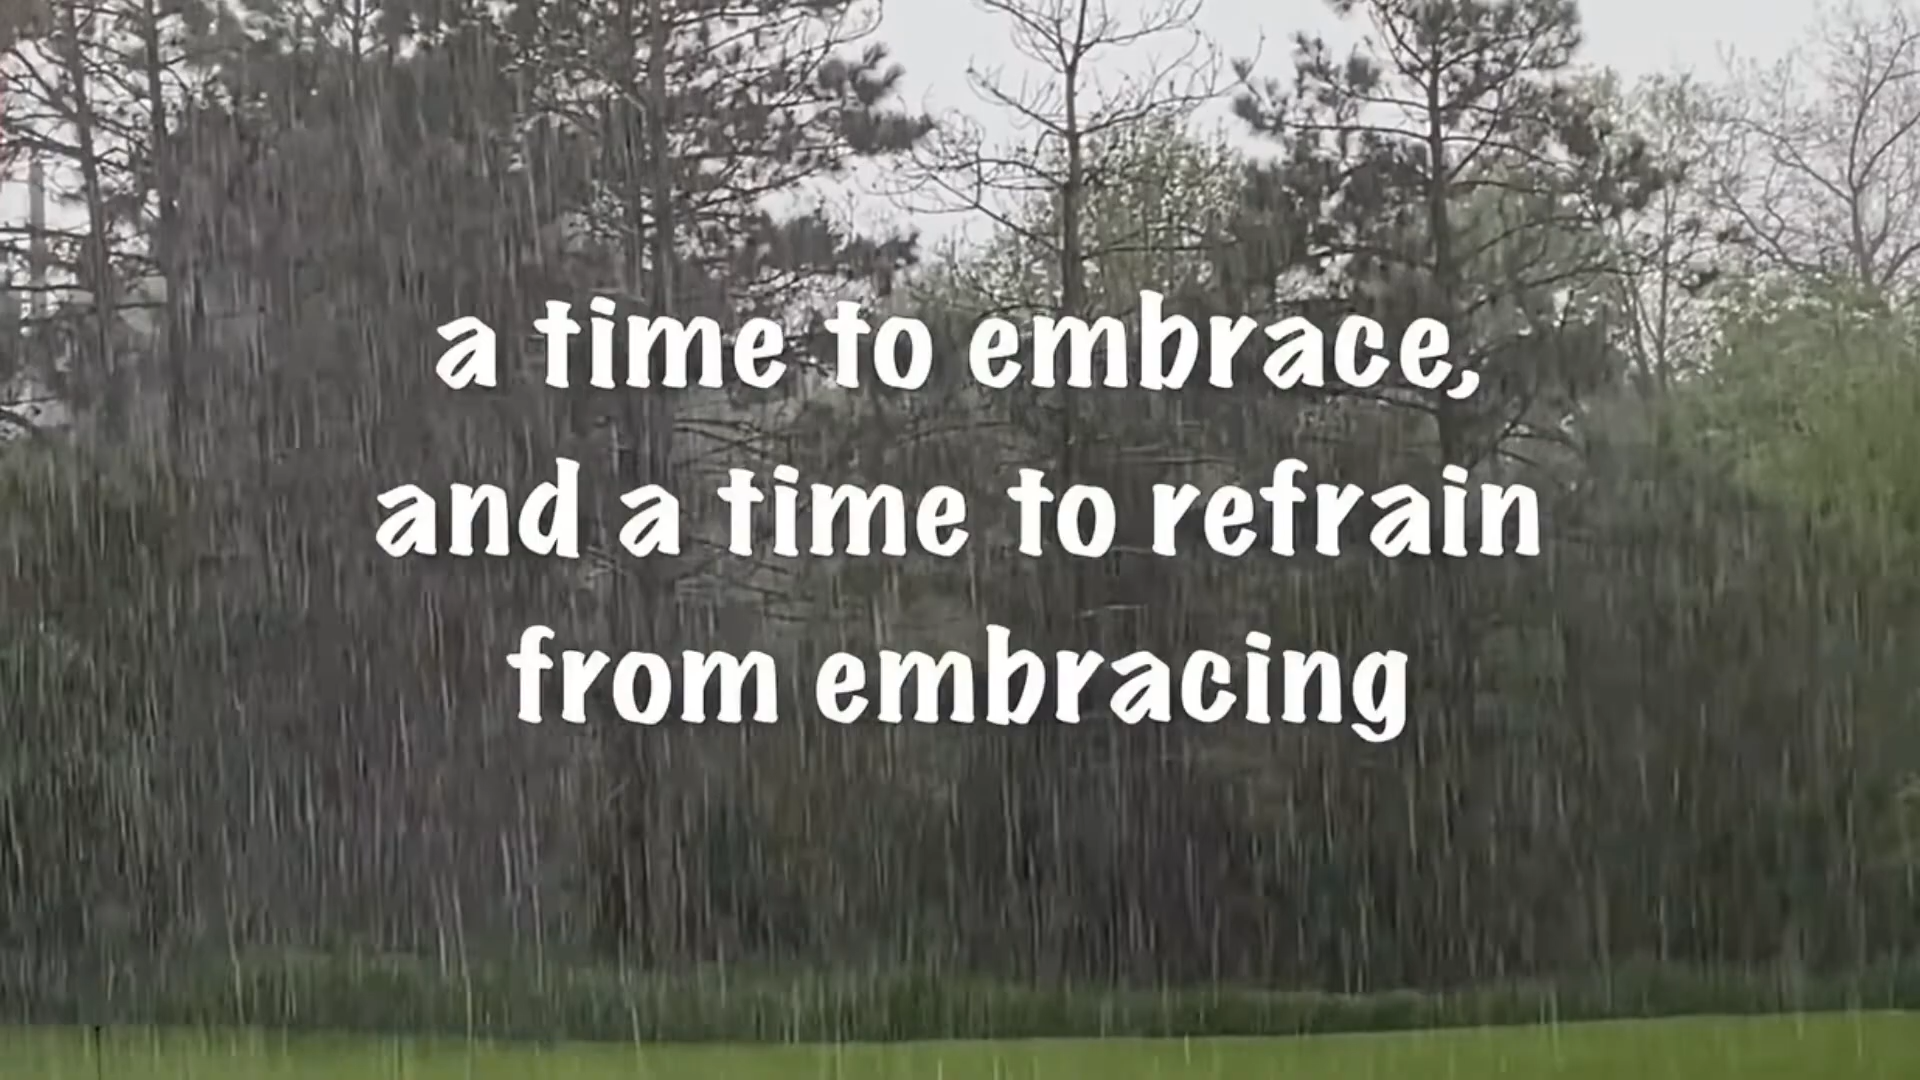 a time to embrace,
and a time to refrain
from embracing